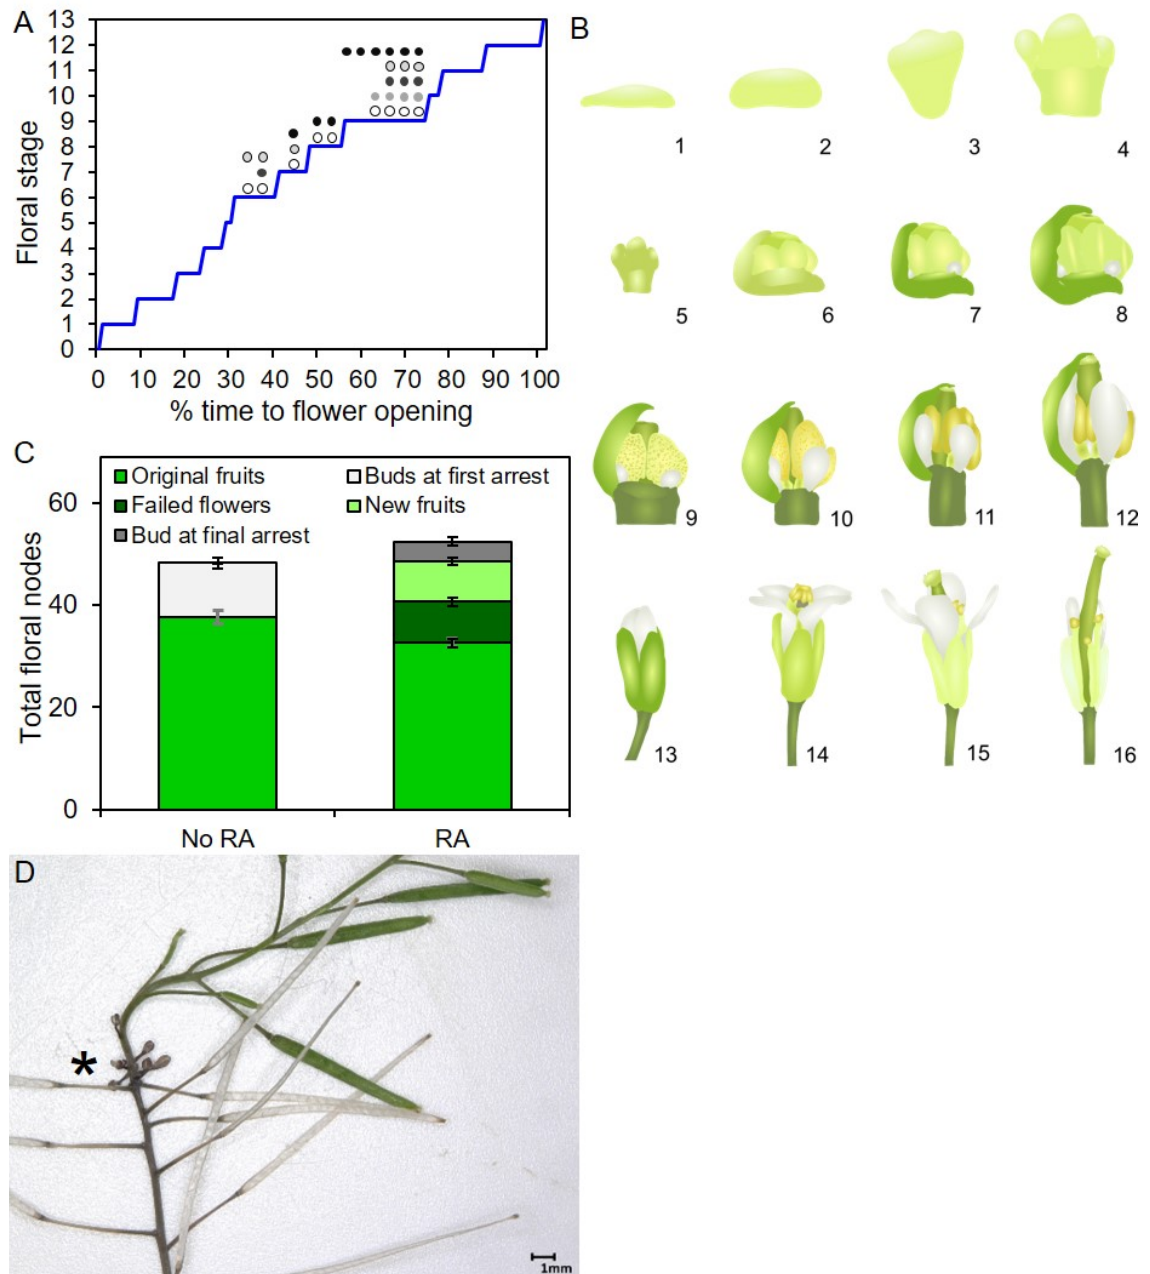 A
13
12
11
10
9
8
7
6
5
4
3
2
1
0
Floral stage
0 10 20 30 40 50 60 70 80 90 100
% time to flower opening
B
1 2 3 4
5 6 7 8
9 10 11 12
13 14 15 16
C
Original fruits Buds at first arrest
Failed flowers New fruits
Bud at final arrest
60
40
20
0
Total floral nodes
No RA RA
D
*
1mm